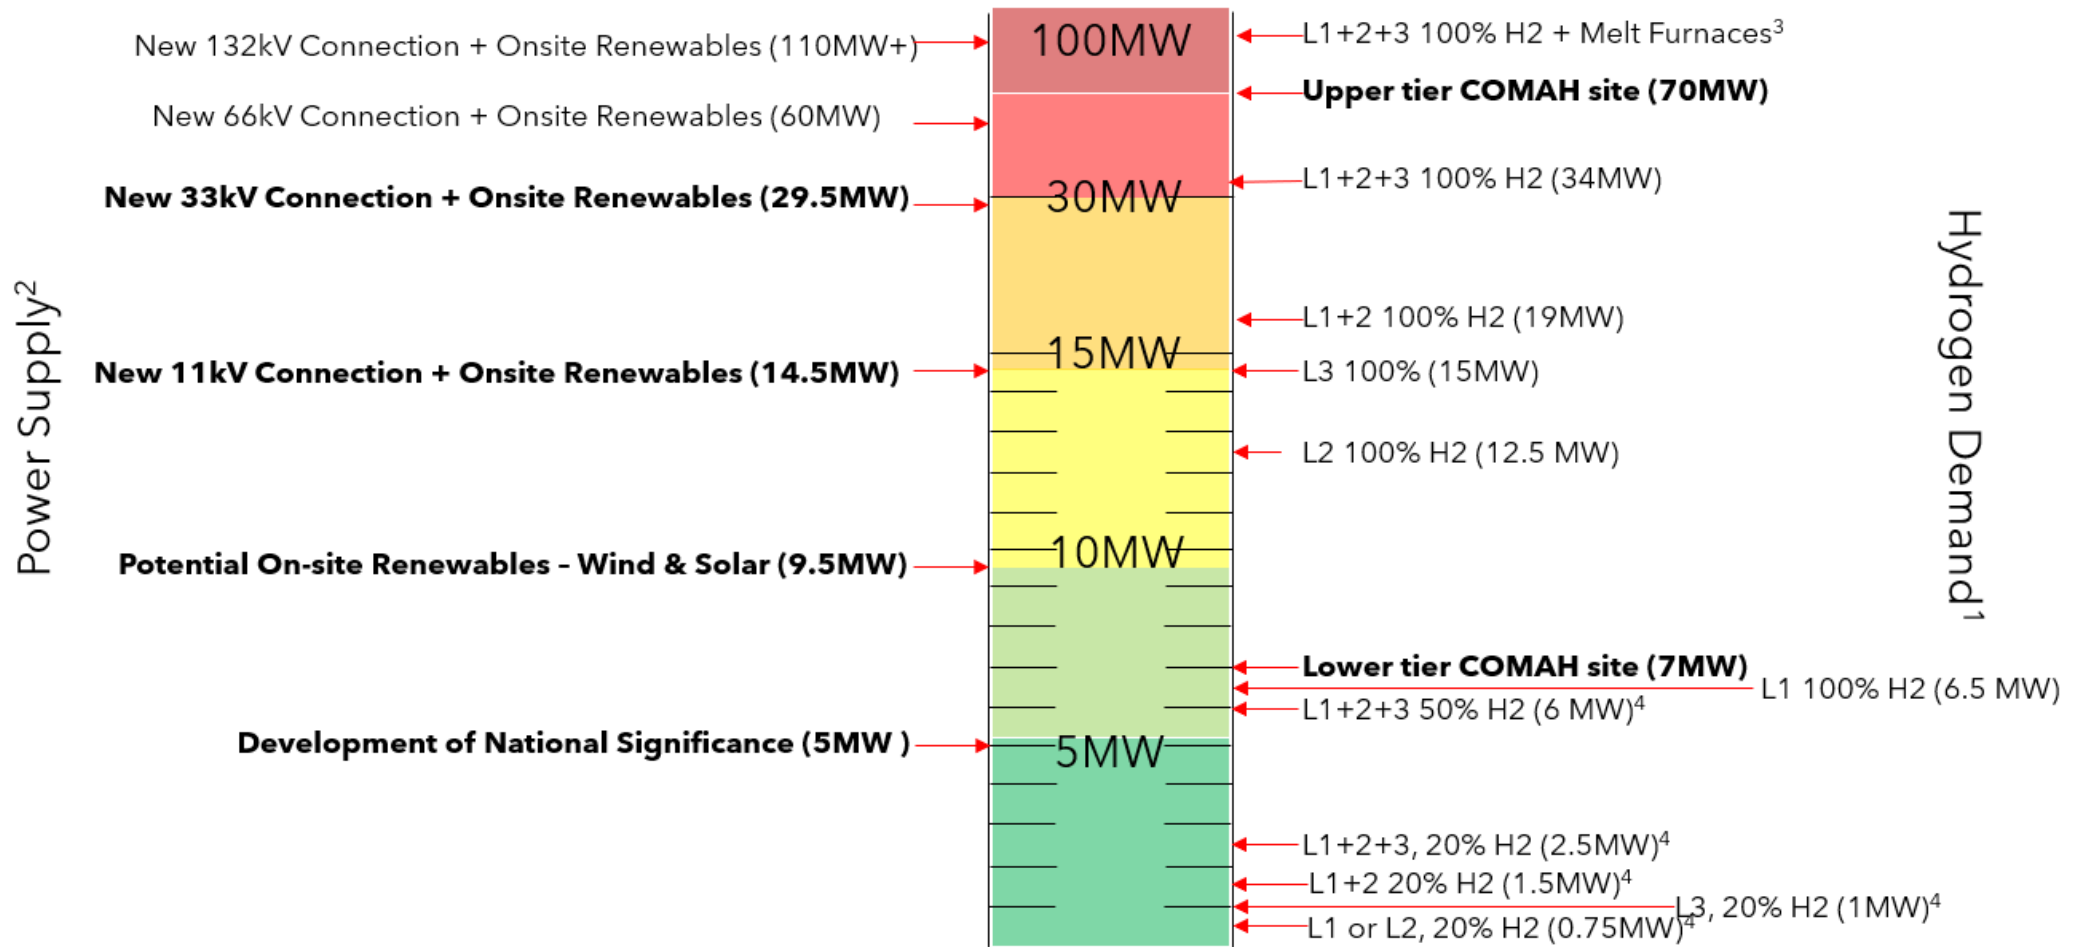 Power Supply2
New 132kV Connection + Onsite Renewables (110MW+)
New 66kV Connection + Onsite Renewables (60MW)
New 33kV Connection + Onsite Renewables (29.5MW)
New 11kV Connection + Onsite Renewables (14.5MW)
Potential On-site Renewables – Wind & Solar (9.5MW)
Development of National Significance (5MW )
100MW
30MW
15MW
10MW
5MW
L1+2+3 100% H2 + Melt Furnaces3
Upper tier COMAH site (70MW)
L1+2+3 100% H2 (34MW)
L1+2 100% H2 (19MW)
L3 100% (15MW)
L2 100% H2 (12.5 MW)
Lower tier COMAH site (7MW)
L1 100% H2 (6.5 MW)
L1+2+3 50% H2 (6 MW)4
L1+2+3, 20% H2 (2.5MW)4
L1+2 20% H2 (1.5MW)4
L3, 20% H2 (1MW)4
L1 or L2, 20% H2 (0.75MW)4
Hydrogen Demand1